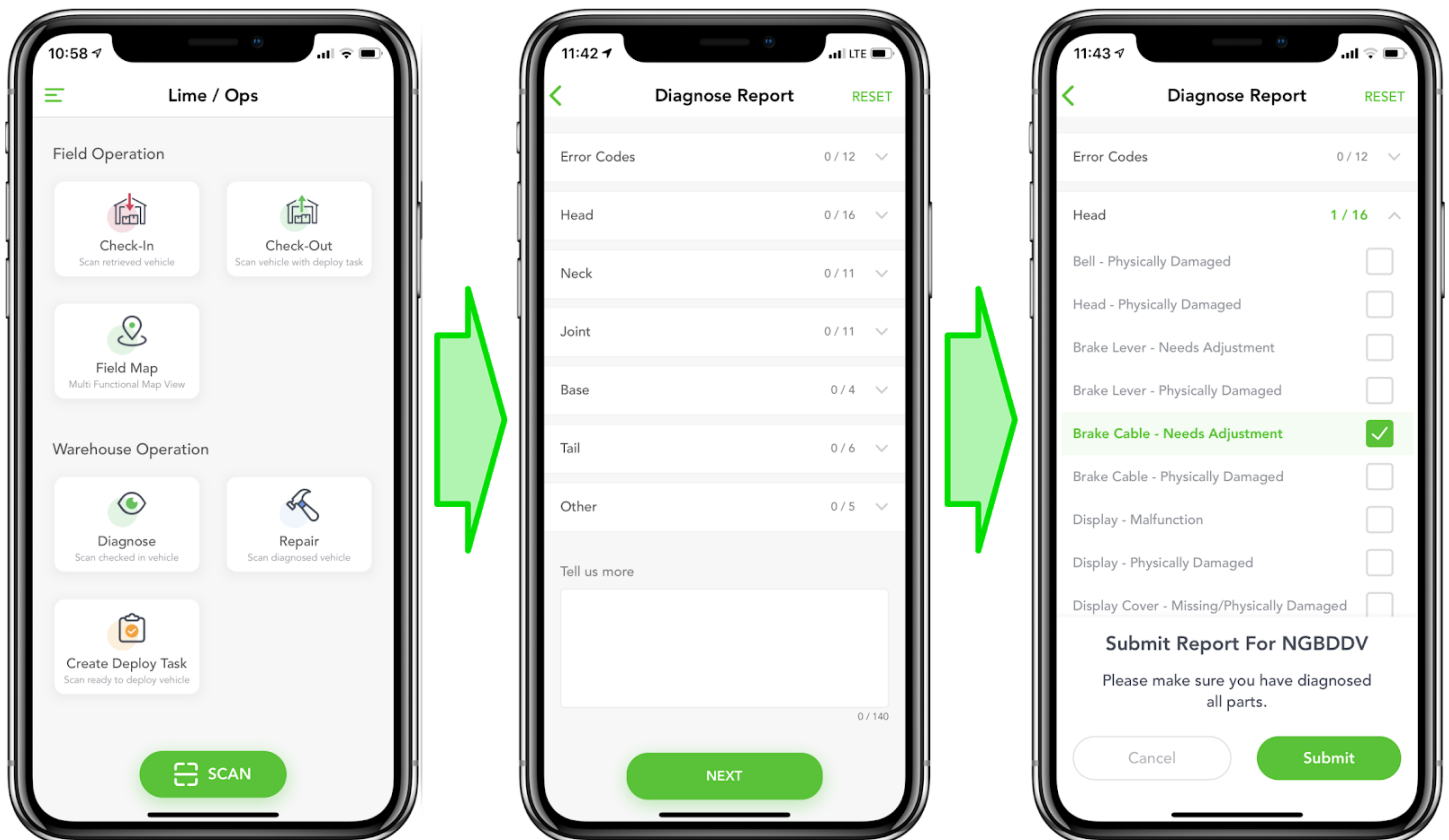 10:58
Lime / Ops
Field Operation
Check-In
Scan retrieved vehicle
Check-Out
Scan vehicle with deploy task
Field Map
Multi Functional Map View
Warehouse Operation
Diagnose
Scan checked in vehicle
Repair
Scan diagnosed vehicle
Create Deploy Task
Scan ready to deploy vehicle
SCAN
11:42
LTE
Diagnose Report
RESET
Error Codes 0 / 12
Head 0 / 16
Neck 0 / 11
Joint 0 / 11
Base 0 / 4
Tail 0 / 6
Other 0 / 5
Tell us more
0 / 140
NEXT
11:43
Diagnose Report
RESET
Error Codes 0 / 12
Head 1 / 16
Bell - Physically Damaged
Head - Physically Damaged
Brake Lever - Needs Adjustment
Brake Lever - Physically Damaged
Brake Cable - Needs Adjustment
Brake Cable - Physically Damaged
Display - Malfunction
Display - Physically Damaged
Display Cover - Missing/Physically Damaged
Submit Report For NGBDDV
Please make sure you have diagnosed
all parts.
Cancel
Submit